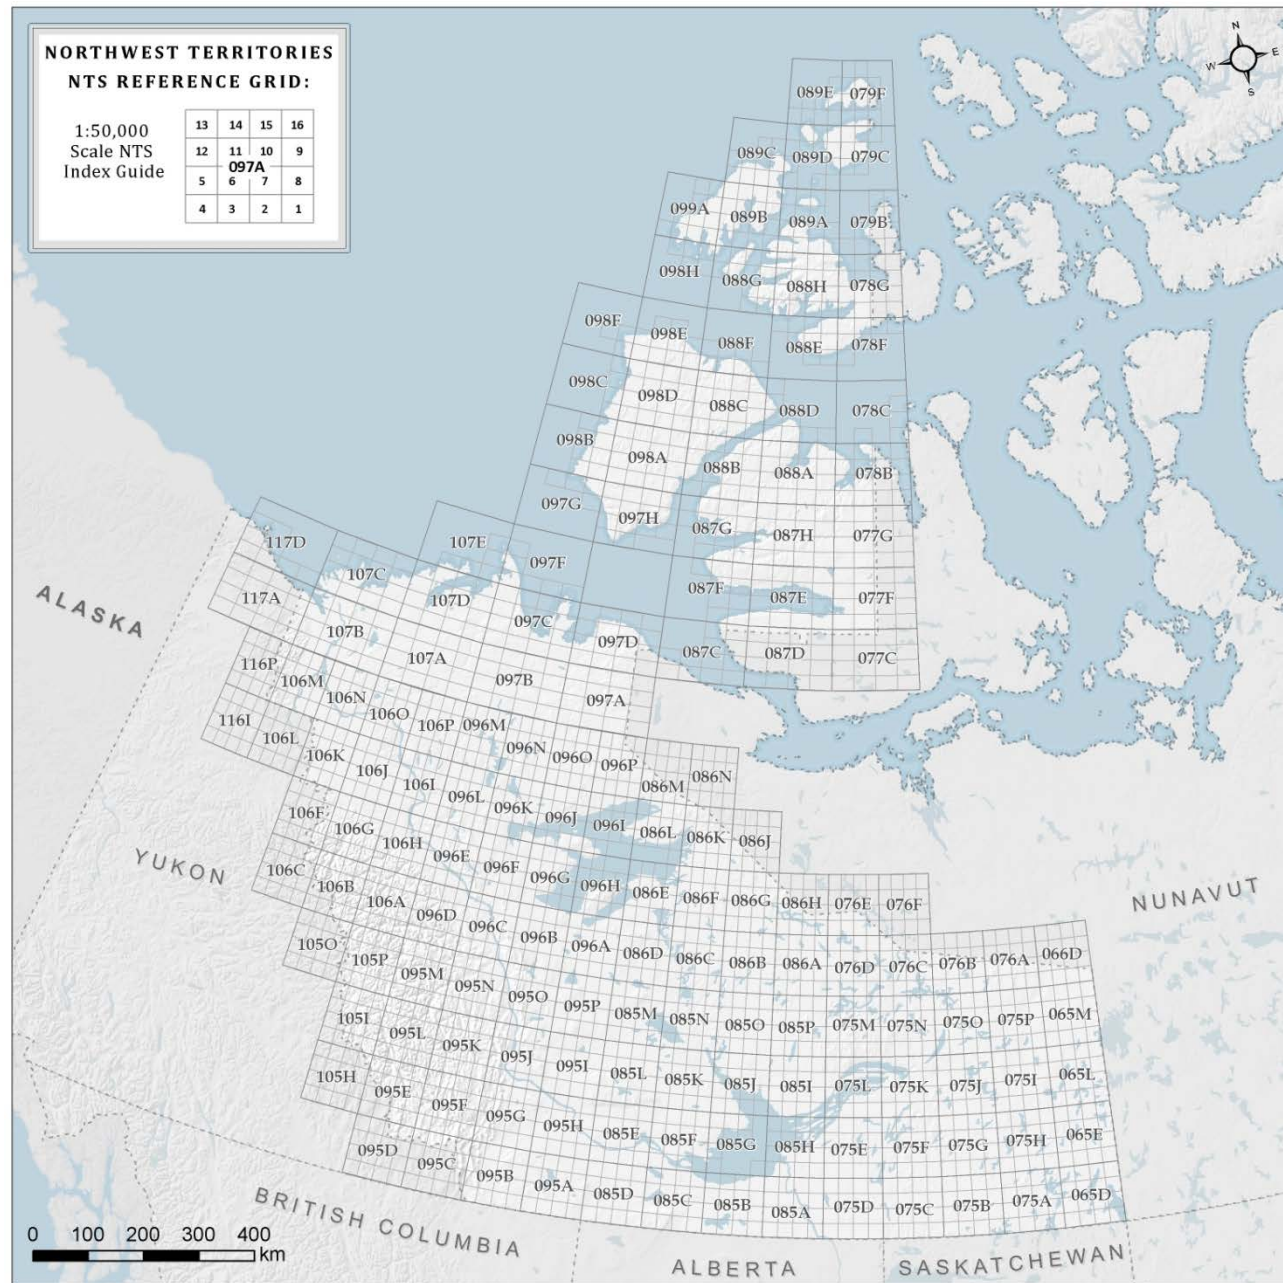 NORTHWEST TERRITORIES
NTS REFERENCE GRID:
1:50,000
Scale NTS
Index Guide
13 14 15 16
12 11 10 9
097A
5 6 7 8
4 3 2 1
N
W E
S
089E 079F
089C 089D 079C
099A 089B 089A 079B
098H 088G 088H 078G
098F 098E 088F 088E 078F
098C 098D 088C 088D 078C
098B 098A 088B 088A 078B
097G 097H 087G 087H 077G
117D 107C 107E 097F 087F 087E 077F
117A 107B 107D 097C 097D 087C 087D 077C
107A 097B 097A
ALASKA
116P 106M 106N 106O 106P 096M 096N 096O 096P 086M 086N
116I 106L 106K 106J 106I 096L 096K 096J 096I 086L 086K 086J
106F 106G 106H 096E 096F 096G 096H 086E 086F 086G 086H 076E 076F
YUKON
NUNAVUT
106C 106B 106A 096D 096C 096B 096A 086D 086C 086B 086A 076D 076C 076B 076A 066D
105O 105P 095M 095N 095O 095P 085M 085N 085O 085P 075M 075N 075O 075P 065M
105I 095L 095K 095J 095I 085L 085K 085J 085I 075L 075K 075J 075I 065L
105H 095E 095F 095G 095H 085E 085F 085G 085H 075E 075F 075G 075H 065E
095D 095C 095B 095A 085D 085C 085B 085A 075D 075C 075B 075A 065D
BRITISH COLUMBIA
ALBERTA
SASKATCHEWAN
0 100 200 300 400
km